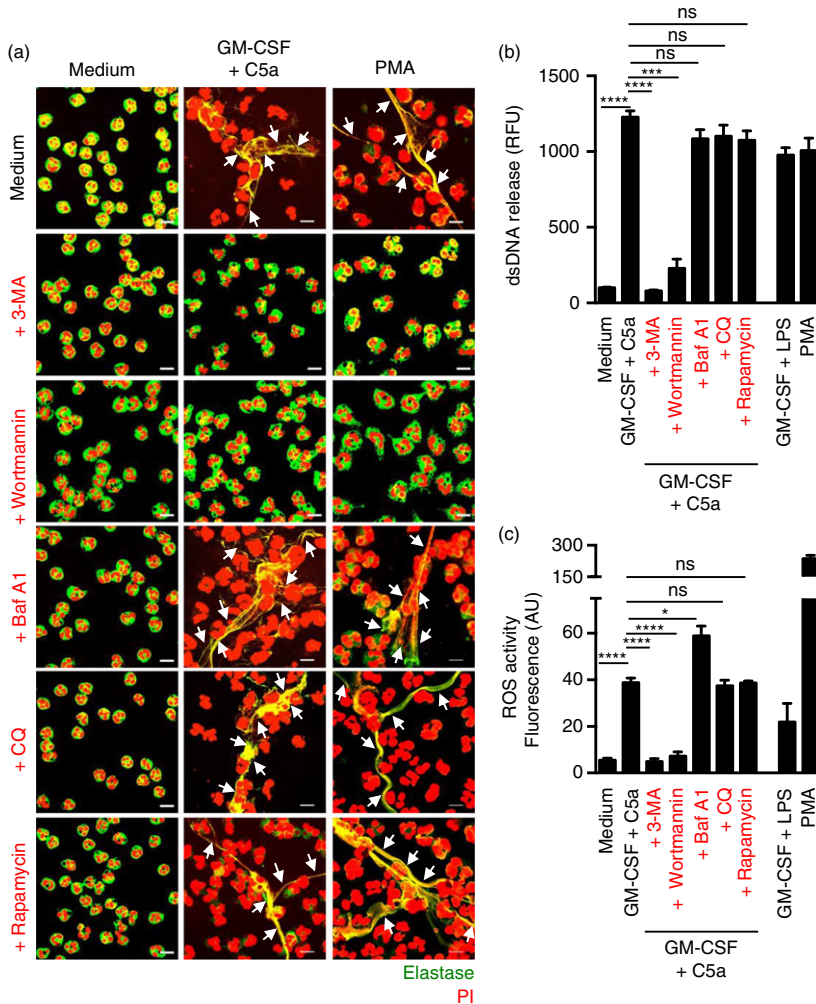 (a)
Medium
GM-CSF
+ C5a
PMA
Medium
+ 3-MA
+ Wortmannin
+ Baf A1
+ CQ
+ Rapamycin
Elastase
PI
(b)
ns
ns
ns
***
****
****
1500
1000
500
0
dsDNA release (RFU)
Medium
GM-CSF + C5a
+ 3-MA
+ Wortmannin
+ Baf A1
+ CQ
+ Rapamycin
GM-CSF + LPS
PMA
GM-CSF
+ C5a
(c)
300
150
ns
ns
*
****
****
****
60
40
20
0
ROS activity
Fluorescence (AU)
Medium
GM-CSF + C5a
+ 3-MA
+ Wortmannin
+ Baf A1
+ CQ
+ Rapamycin
GM-CSF + LPS
PMA
GM-CSF
+ C5a